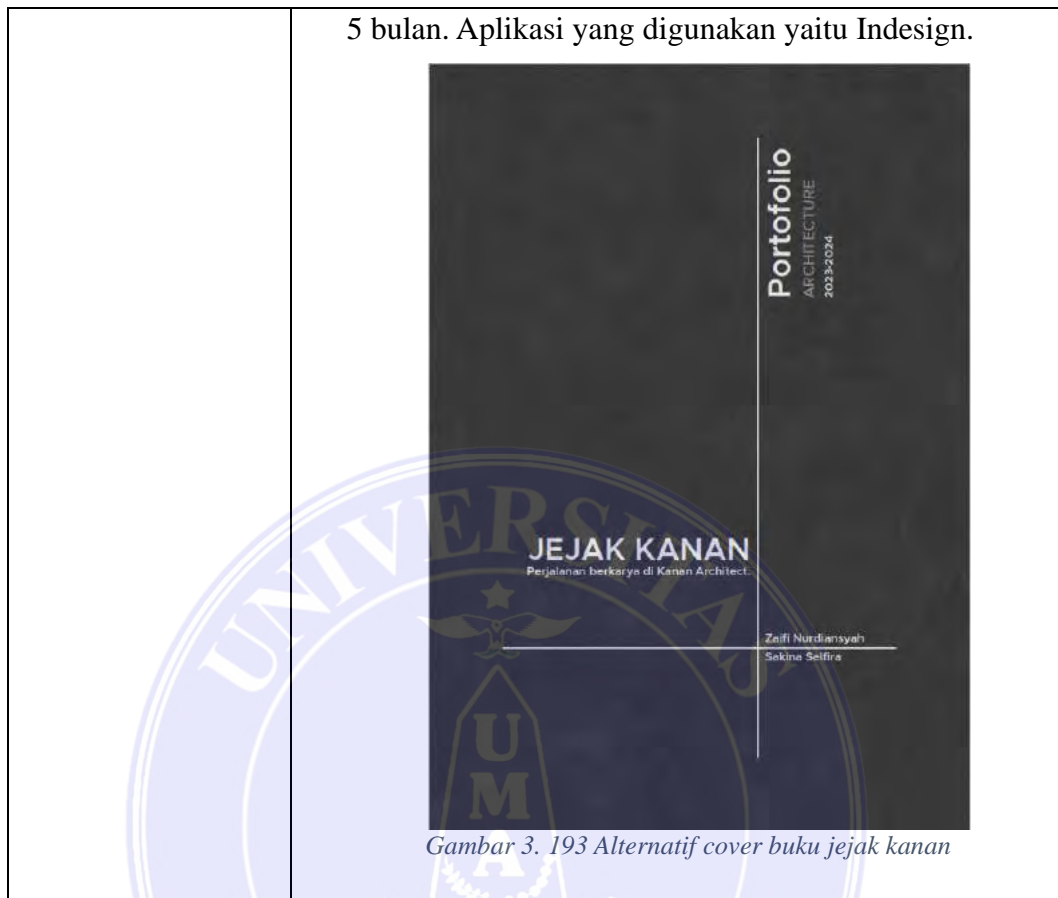 5 bulan. Aplikasi yang digunakan yaitu Indesign.
Portofolio
ARCHITECTURE
2023-2024
JEJAK KANAN
Perjalanan berkarya di Kanan Architect.
Zaifi Nurdiansyah
Sakina Selfira
UNIVERSITAS
U
M
A
Gambar 3. 193 Alternatif cover buku jejak kanan